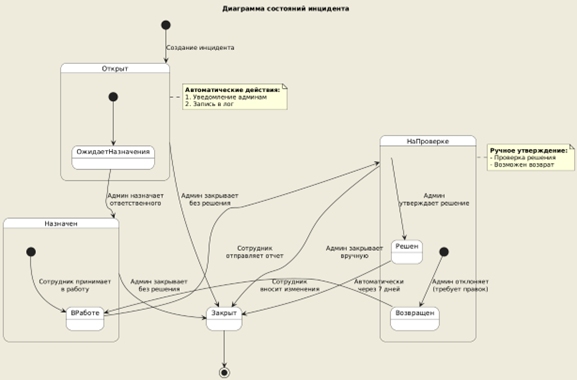 Диаграмма состояний инцидента
Создание инцидента
Открыт
Автоматические действия:
1. Уведомление админам
2. Запись в лог
ОжидаетНазначения
НаПроверке
Ручное утверждение:
- Проверка решения
- Возможен возврат
Админ назначает
ответственного
Админ закрывает
без решения
Админ
утверждает решение
Назначен
Сотрудник
отправляет отчет
Админ закрывает
вручную
Решен
Сотрудник принимает
в работу
Админ закрывает
без решения
Сотрудник
вносит изменения
Автоматически
через 7 дней
Админ отклоняет
(требует правок)
ВРаботе
Закрыт
Возвращен